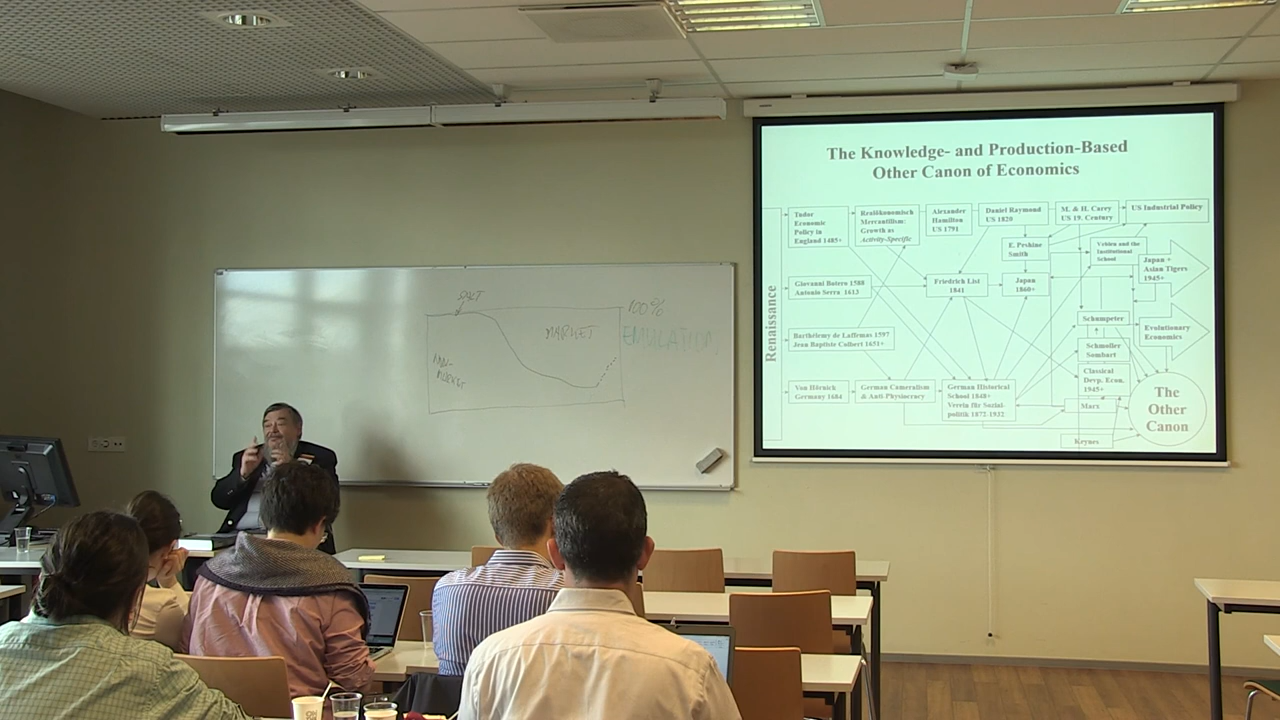 The Knowledge- and Production-Based
Other Canon of Economics
Renaissance
Tudor
Economic
Policy in
England 1485+
Realökonomisch
Mercantilism:
Growth as
Activity-Specific
Alexander
Hamilton
US 1791
Daniel Raymond
US 1820
M. & H. Carey
US 19. Century
US Industrial Policy
E. Peshine
Smith
Veblen and the
Institutional
School
Japan +
Asian Tigers
1945+
Giovanni Botero 1588
Antonio Serra 1613
Friedrich List
1841
Japan
1860+
Schumpeter
Evolutionary
Economics
Barthélemy de Laffemas 1597
Jean Baptiste Colbert 1651+
Schmoller
Sombart
Classical
Devp. Econ.
1945+
Von Hörnick
Germany 1684
German Cameralism
& Anti-Physiocracy
German Historical
School 1848+
Verein für Sozial-
politik 1872-1932
Marx
Keynes
The
Other
Canon
100%
MARKET
EMULATION
NON-
MARKET